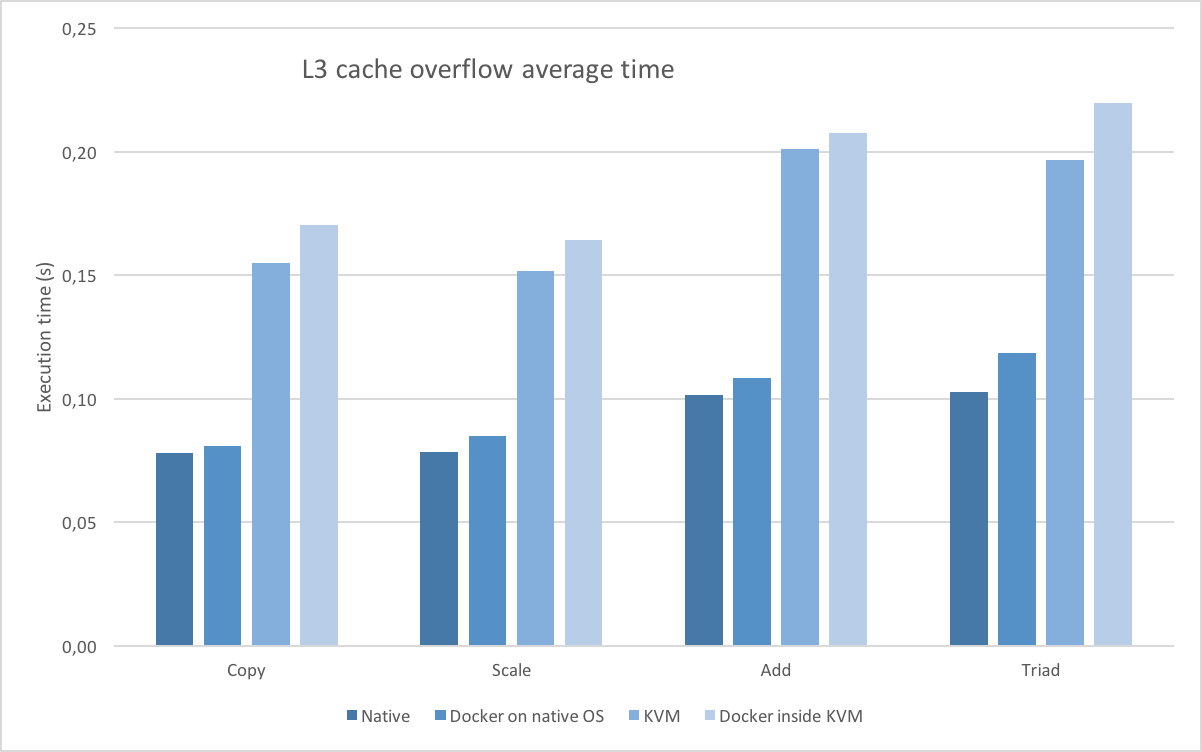 L3 cache overflow average time
Execution time (s)
0,25
0,20
0,15
0,10
0,05
0,00
Copy Scale Add Triad
Native Docker on native OS KVM Docker inside KVM